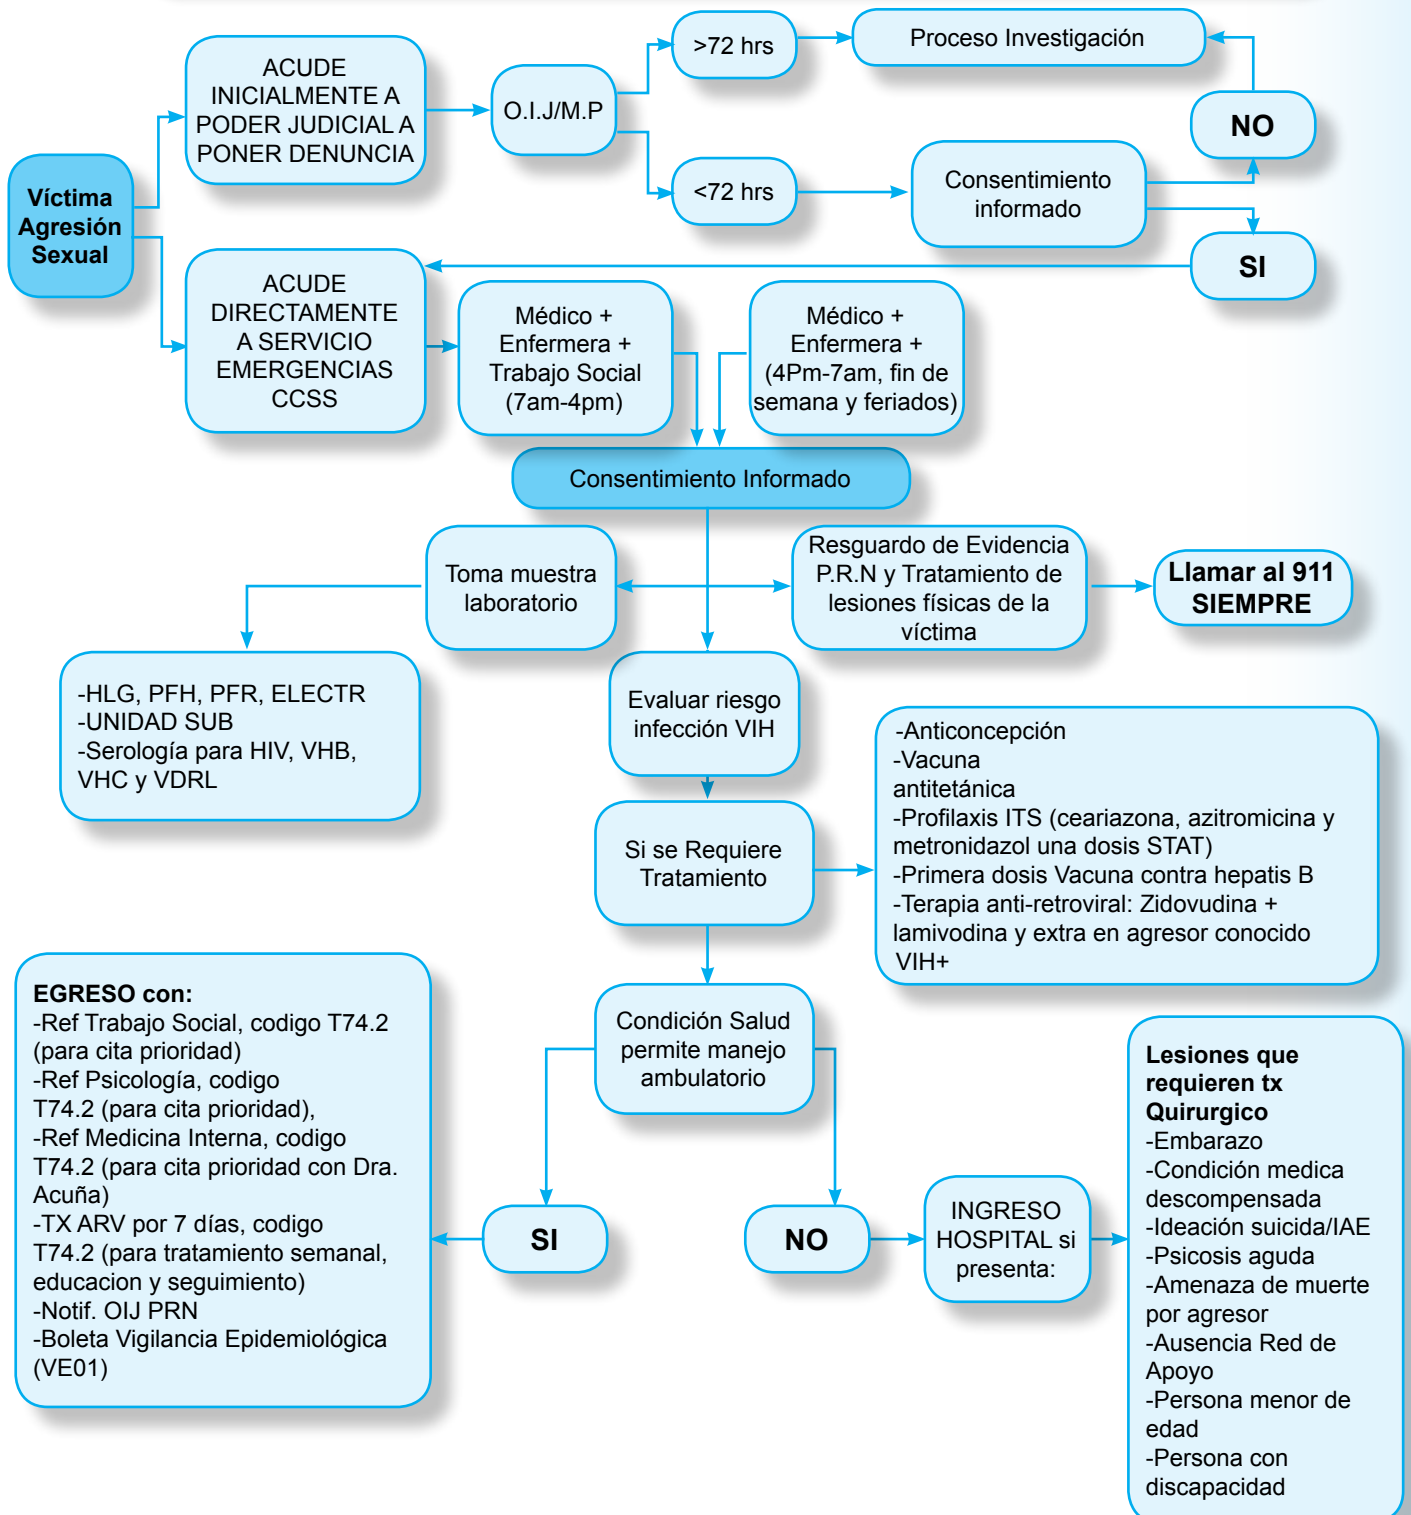 >72 hrs
Proceso Investigación
ACUDE
INICIALMENTE A
PODER JUDICIAL A
PONER DENUNCIA
O.I.J/M.P
NO
<72 hrs
Consentimiento
informado
Víctima
Agresión
Sexual
SI
ACUDE
DIRECTAMENTE
A SERVICIO
EMERGENCIAS
CCSS
Médico +
Enfermera +
Trabajo Social
(7am-4pm)
Médico +
Enfermera +
(4Pm-7am, fin de
semana y feriados)
Consentimiento Informado
Toma muestra
laboratorio
Resguardo de Evidencia
P.R.N y Tratamiento de
lesiones físicas de la
víctima
Llamar al 911
SIEMPRE
-HLG, PFH, PFR, ELECTR
-UNIDAD SUB
-Serología para HIV, VHB,
VHC y VDRL
Evaluar riesgo
infección VIH
-Anticoncepción
-Vacuna
antitetánica
-Profilaxis ITS (ceariazona, azitromicina y
metronidazol una dosis STAT)
-Primera dosis Vacuna contra hepatis B
-Terapia anti-retroviral: Zidovudina +
lamivodina y extra en agresor conocido
VIH+
Si se Requiere
Tratamiento
Condición Salud
permite manejo
ambulatorio
EGRESO con:
-Ref Trabajo Social, codigo T74.2
(para cita prioridad)
-Ref Psicología, codigo
T74.2 (para cita prioridad),
-Ref Medicina Interna, codigo
T74.2 (para cita prioridad con Dra.
Acuña)
-TX ARV por 7 días, codigo
T74.2 (para tratamiento semanal,
educacion y seguimiento)
-Notif. OIJ PRN
-Boleta Vigilancia Epidemiológica
(VE01)
SI
NO
INGRESO
HOSPITAL si
presenta:
Lesiones que
requieren tx
Quirurgico
-Embarazo
-Condición medica
descompensada
-Ideación suicida/IAE
-Psicosis aguda
-Amenaza de muerte
por agresor
-Ausencia Red de
Apoyo
-Persona menor de
edad
-Persona con
discapacidad